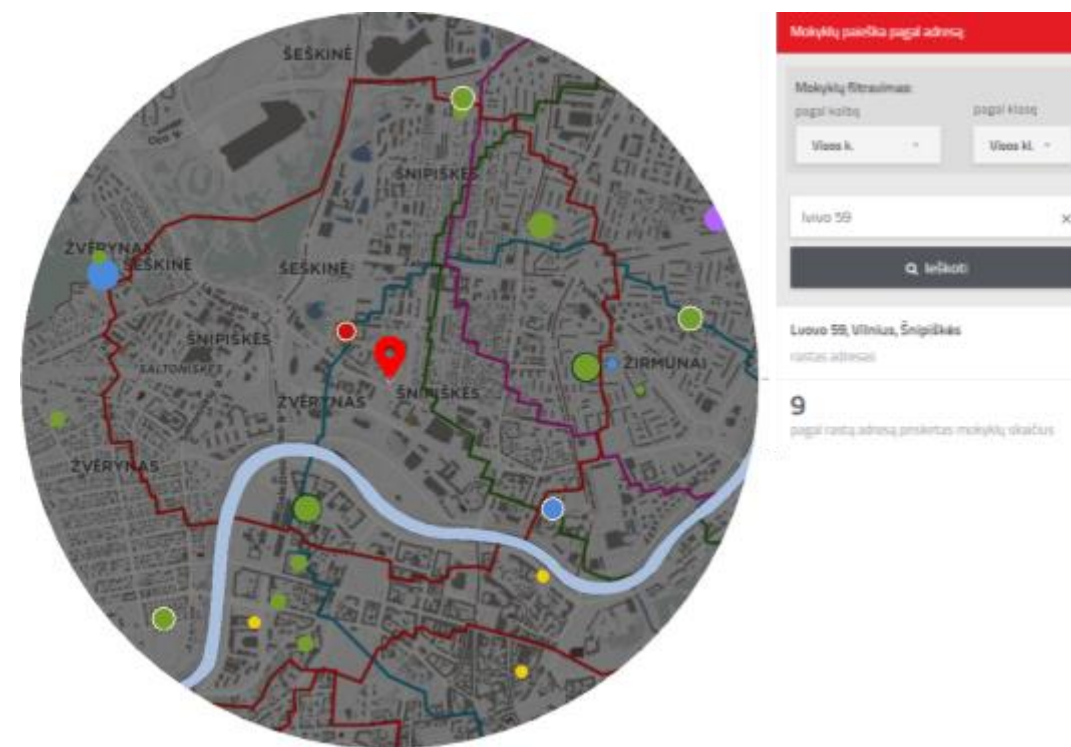 ŠEŠKINĖ
ŠEŠKINĖ
ŠNIPIŠKĖS
ŽVĖRYNAS
ŠEŠKINĖ
ŠEŠKINĖ
ŠNIPIŠKĖS
SALTONIŠKĖS
ŽIRMŪNAI
ŽVĖRYNAS
ŠNIPIŠKĖS
ŽVĖRYNAS
Mokyklų paieška pagal adresą
Mokyklų filtravimas:
pagal kalbą
pagal klasę
Visos k.
Visos kl.
lvivo 59
Ieškoti
Lvovo 59, Vilnius, Šnipiškės
rastas adresas
9
pagal rastą adresą priskirtas mokyklų skaičius